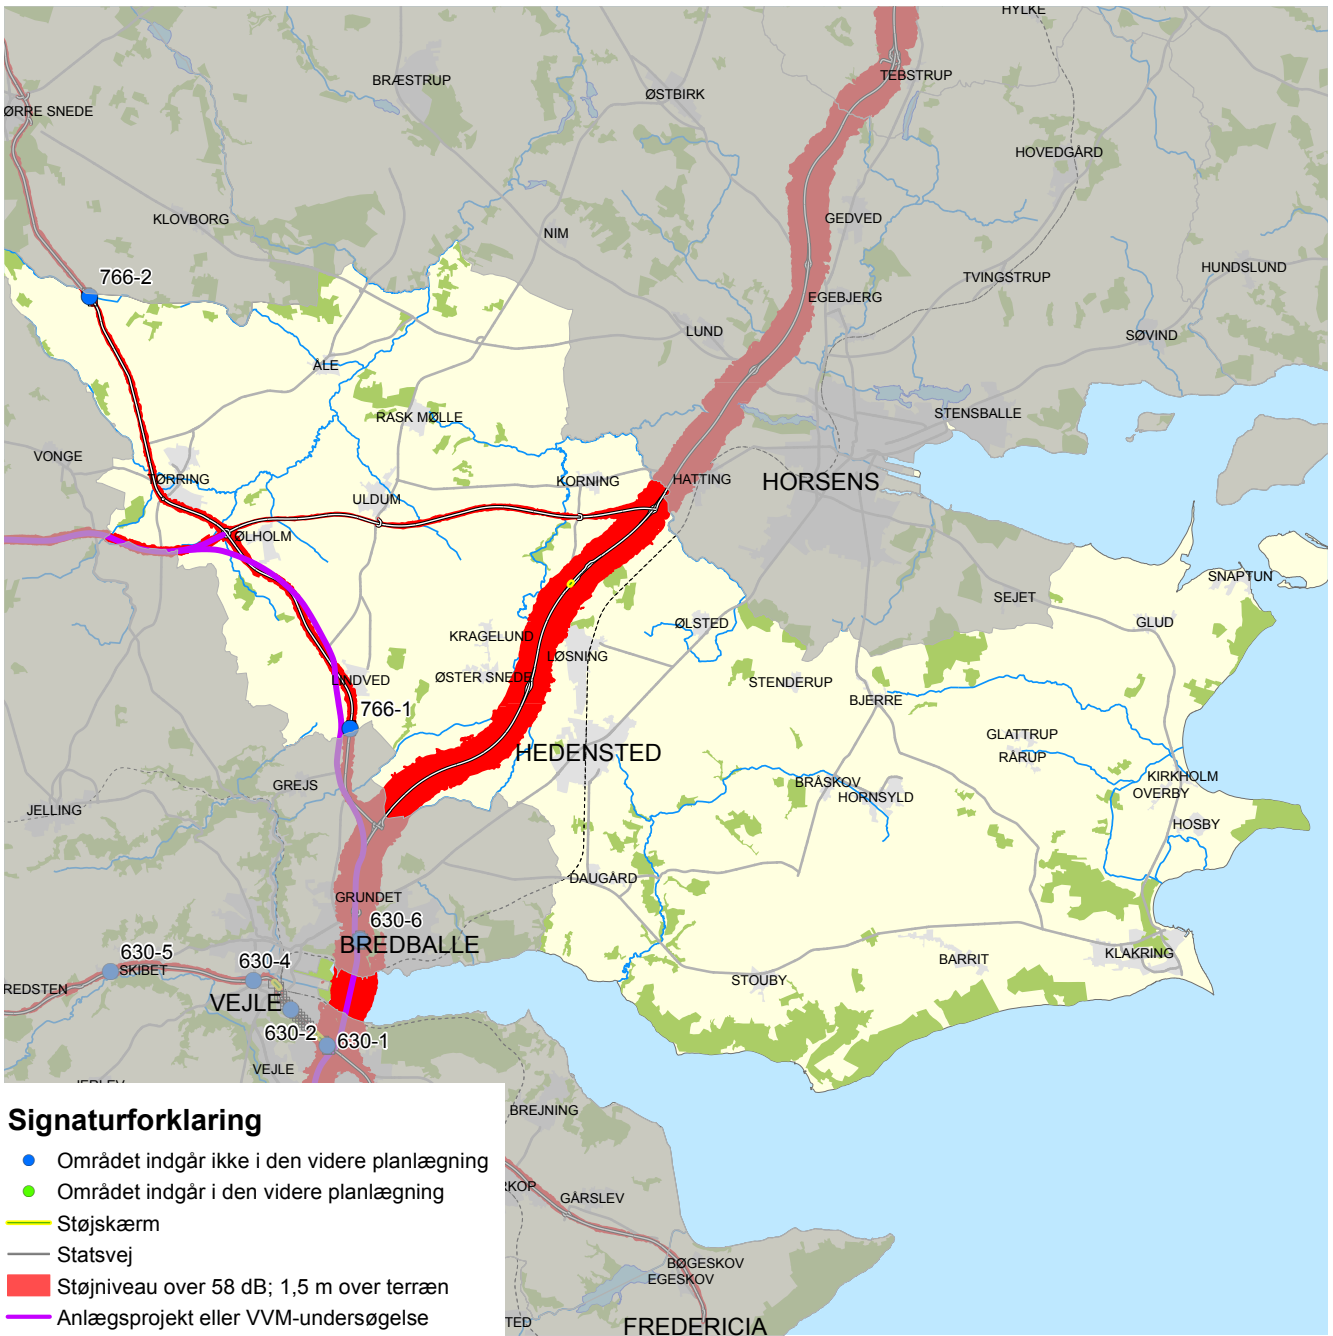 HYLKE
TEBSTRUP
BRÆSTRUP
ØSTBIRK
ØRRE SNEDE
HOVEDGÅRD
KLOVBORG
GEDVED
NIM
HUNDSLUND
TVINGSTRUP
766-2
EGEBJERG
LUND
SØVIND
ÅLE
RASK MØLLE
STENSBALLE
VONGE
TØRRING
KORNING
HATTING
HORSENS
ULDUM
ØLHOLM
SNAPTUN
SEJET
GLUD
KRAGELUND
ØLSTED
LØSNING
ØSTER SNEDE
LINDVED
STENDERUP
BJERRE
766-1
GLATTRUP
RÅRUP
HEDENSTED
GREJS
BRÅSKOV
KIRKHOLM
OVERBY
HORNSYLD
JELLING
HOSBY
DAUGÅRD
GRUNDET
630-6
BREDBALLE
630-5
SKIBET
630-4
BARRIT
KLAKRING
STOUBY
REDSTEN
VEJLE
630-2
630-1
VEJLE
JERLEV
BREJNING
Signaturforklaring
Området indgår ikke i den videre planlægning
Området indgår i den videre planlægning
Støjskærm
Statsvej
Støjniveau over 58 dB; 1,5 m over terræn
Anlægsprojekt eller VVM-undersøgelse
RKOP
GÅRSLEV
BØGESKOV
EGESKOV
TED
FREDERICIA